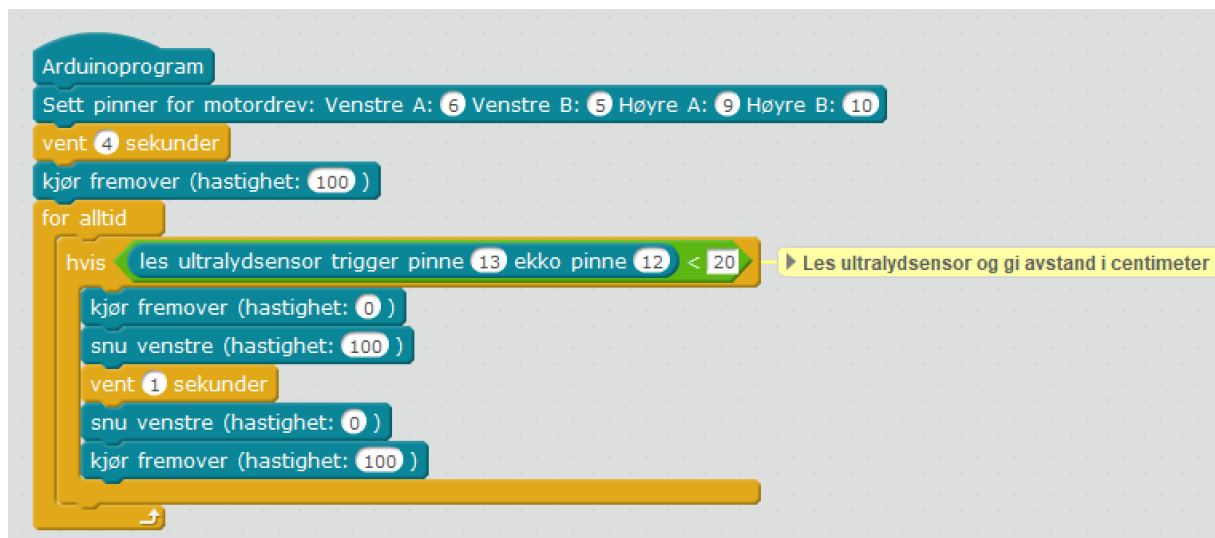 Arduinoprogram
Sett pinner for motordrev: Venstre A: 6 Venstre B: 5 Høyre A: 9 Høyre B: 10
vent 4 sekunder
kjør fremover (hastighet: 100 )
for alltid
hvis les ultralydsensor trigger pinne 13 ekko pinne 12 < 20 Les ultralydsensor og gi avstand i centimeter
kjør fremover (hastighet: 0 )
snu venstre (hastighet: 100 )
vent 1 sekunder
snu venstre (hastighet: 0 )
kjør fremover (hastighet: 100 )